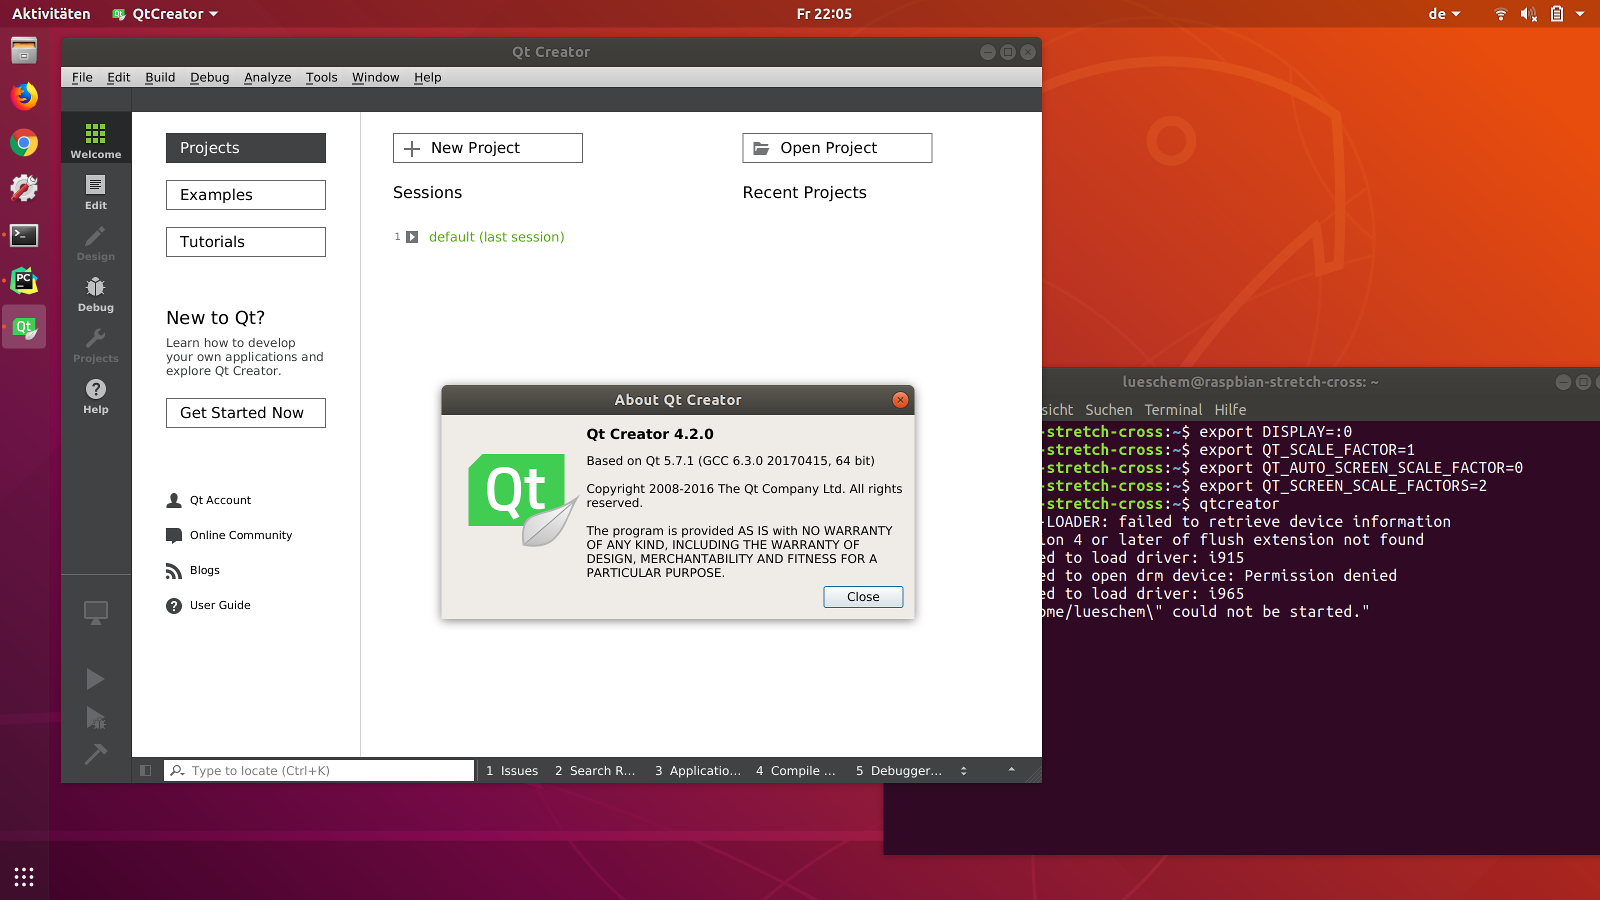 Aktivitäten
QtCreator
Fr 22:05
de
Qt Creator
File Edit Build Debug Analyze Tools Window Help
Welcome
Edit
Design
Debug
Projects
Help
Projects
Examples
Tutorials
New to Qt?
Learn how to develop
your own applications and
explore Qt Creator.
Get Started Now
Qt Account
Online Community
Blogs
User Guide
New Project
Open Project
Sessions
Recent Projects
1 default (last session)
About Qt Creator
Qt
Qt Creator 4.2.0
Based on Qt 5.7.1 (GCC 6.3.0 20170415, 64 bit)
Copyright 2008-2016 The Qt Company Ltd. All rights
reserved.
The program is provided AS IS with NO WARRANTY
OF ANY KIND, INCLUDING THE WARRANTY OF
DESIGN, MERCHANTABILITY AND FITNESS FOR A
PARTICULAR PURPOSE.
Close
Type to locate (Ctrl+K)
1 Issues 2 Search R... 3 Applicatio... 4 Compile ... 5 Debugger...
lueschem@raspbian-stretch-cross: ~
sicht Suchen Terminal Hilfe
-stretch-cross:~$ export DISPLAY=:0
-stretch-cross:~$ export QT_SCALE_FACTOR=1
-stretch-cross:~$ export QT_AUTO_SCREEN_SCALE_FACTOR=0
-stretch-cross:~$ export QT_SCREEN_SCALE_FACTORS=2
-stretch-cross:~$ qtcreator
-LOADER: failed to retrieve device information
ion 4 or later of flush extension not found
ed to load driver: i915
ed to open drm device: Permission denied
ed to load driver: i965
ome/lueschem\" could not be started."
PC
Qt